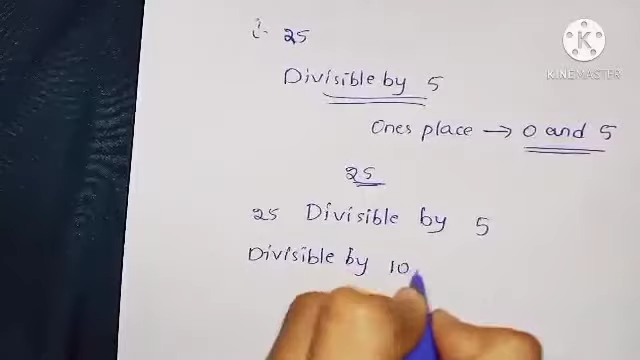 i. 25
KINEMASTER
Divisible by 5
Ones place → 0 and 5
25
25 Divisible by 5
Divisible by 10